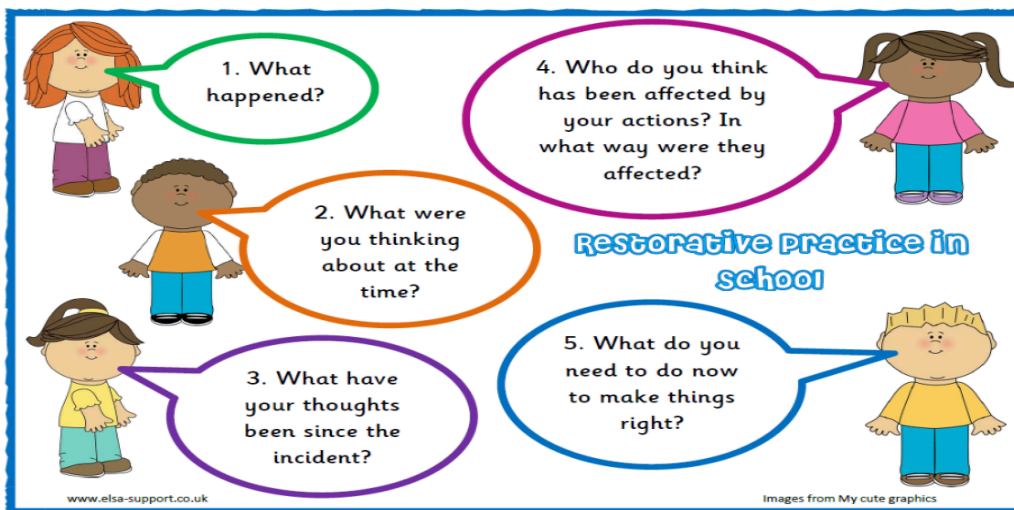 1. What
happened?
2. What were
you thinking
about at the
time?
3. What have
your thoughts
been since the
incident?
4. Who do you think
has been affected by
your actions? In
what way were they
affected?
Restorative Practice in
School
5. What do you
need to do now
to make things
right?
www.elsa-support.co.uk
Images from My cute graphics